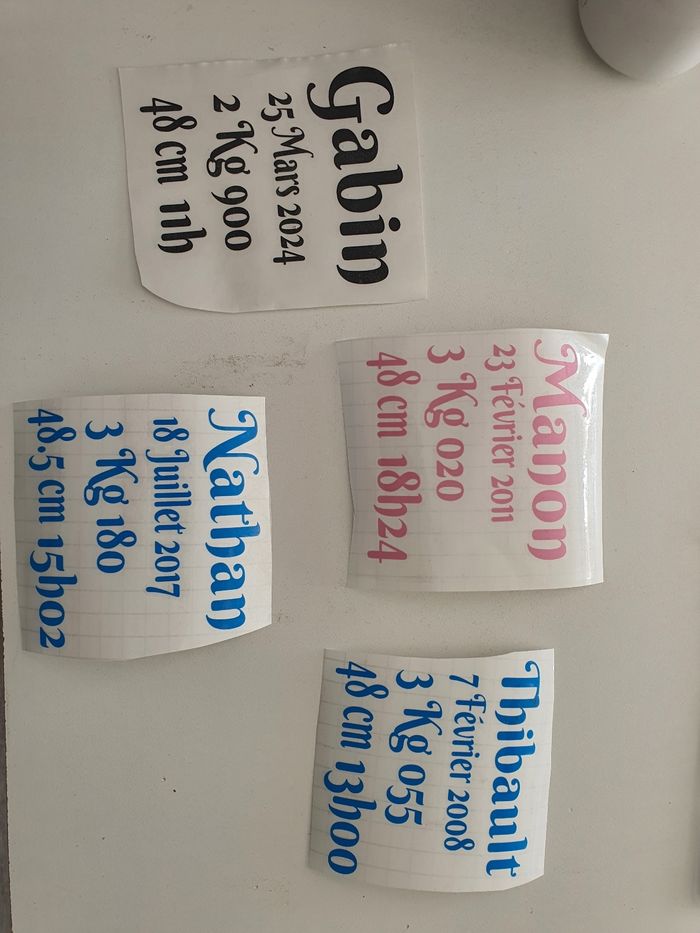 Gabin
25 Mars 2024
2 Kg 900
48 cm 11h
Manon
23 Février 2011
3 Kg 020
48 cm 18h24
Nathan
18 Juillet 2017
3 Kg 180
48.5 cm 15h02
Thibault
7 Février 2008
3 Kg 055
48 cm 13h00